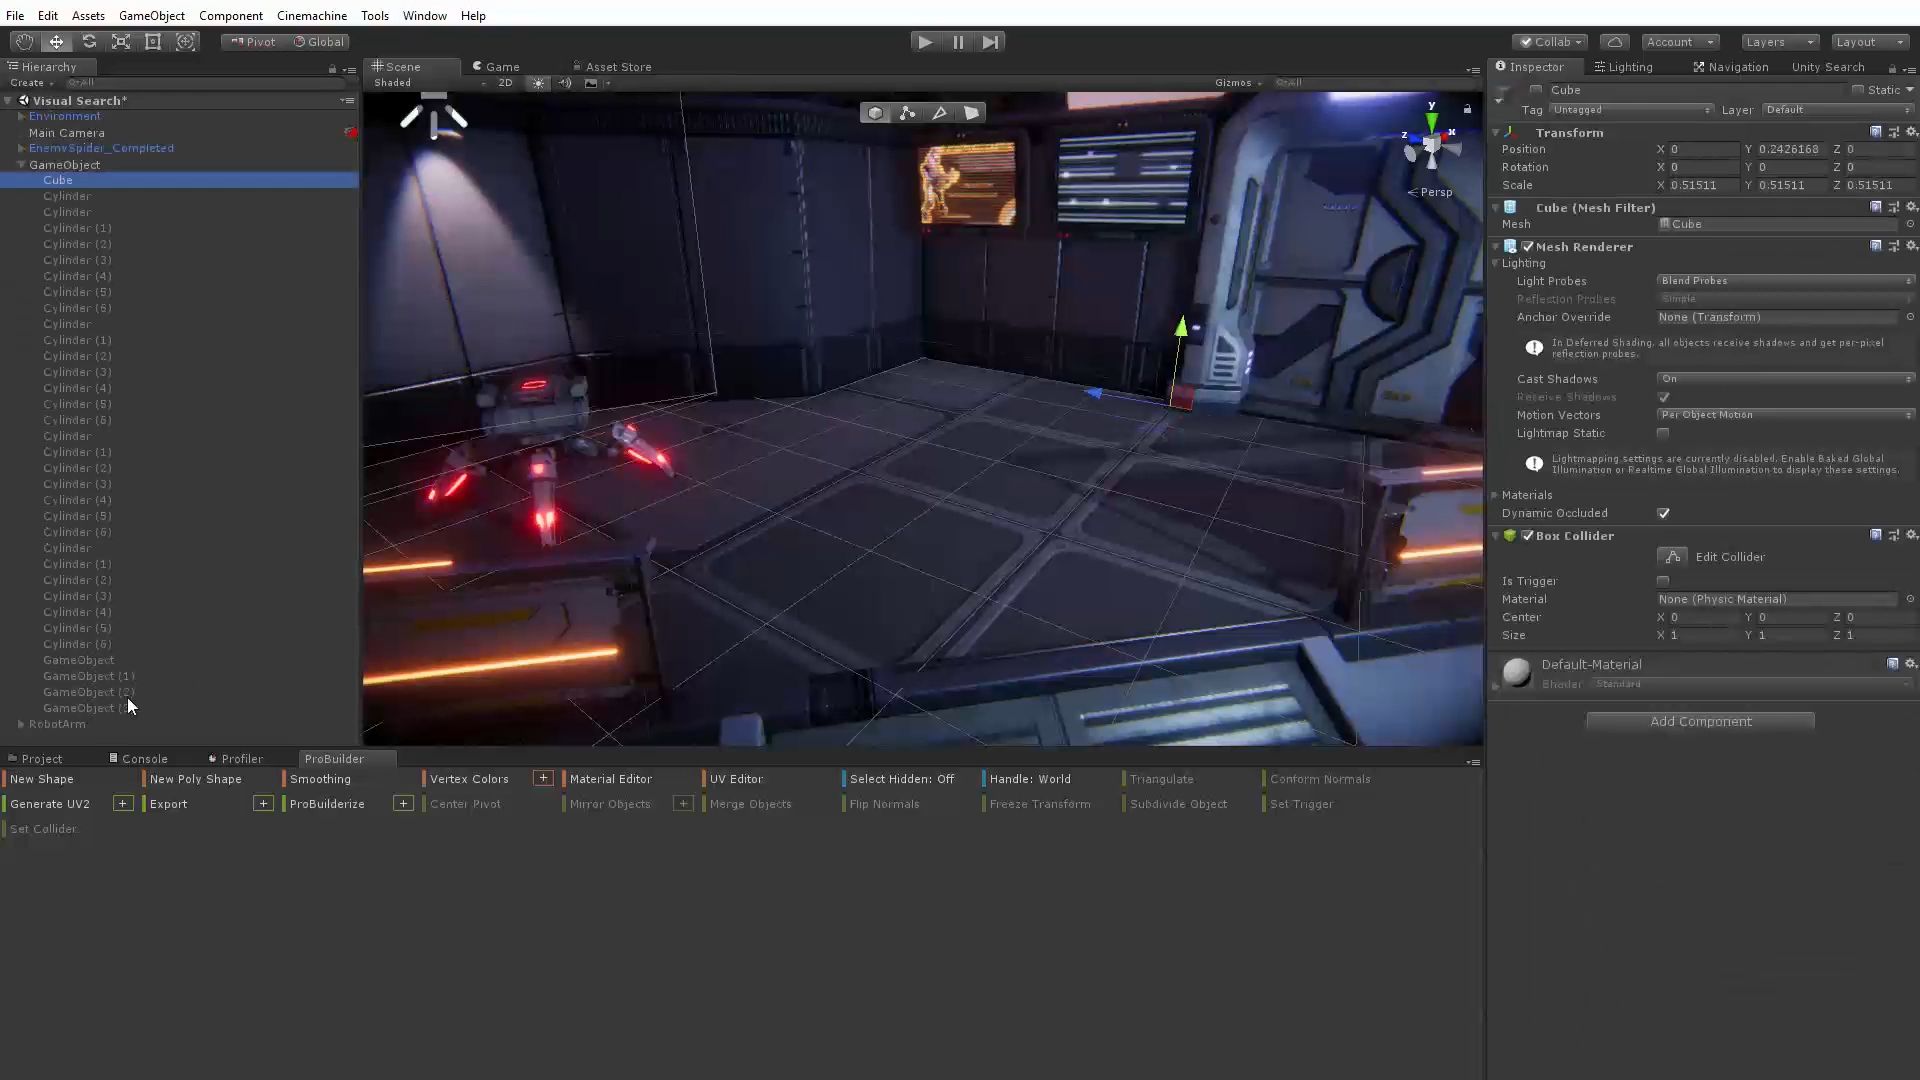 File Edit Assets GameObject Component Cinemachine Tools Window Help
Pivot Global Collab Account Layers Layout
Hierarchy
Create All
Visual Search*
Environment
Main Camera
EnemySpider_Completed
GameObject
Cube
Cylinder
Cylinder
Cylinder (1)
Cylinder (2)
Cylinder (3)
Cylinder (4)
Cylinder (5)
Cylinder (6)
Cylinder
Cylinder (1)
Cylinder (2)
Cylinder (3)
Cylinder (4)
Cylinder (5)
Cylinder (6)
Cylinder
Cylinder (1)
Cylinder (2)
Cylinder (3)
Cylinder (4)
Cylinder (5)
Cylinder (6)
Cylinder
Cylinder (1)
Cylinder (2)
Cylinder (3)
Cylinder (4)
Cylinder (5)
Cylinder (6)
GameObject
GameObject (1)
GameObject (2)
GameObject
RobotArm
Scene Game Asset Store
Shaded 2D Gizmos All
y
z x
Persp
Inspector Lighting Navigation Unity Search
Cube Static
Tag Untagged Layer Default
Transform
Position X 0 Y 0.2426168 Z 0
Rotation X 0 Y 0 Z 0
Scale X 0.51511 Y 0.51511 Z 0.51511
Cube (Mesh Filter)
Mesh Cube
Mesh Renderer
Lighting
Light Probes Blend Probes
Reflection Probes Simple
Anchor Override None (Transform)
In Deferred Shading, all objects receive shadows and get per-pixel
reflection probes.
Cast Shadows On
Receive Shadows
Motion Vectors Per Object Motion
Lightmap Static
Lightmapping settings are currently disabled. Enable Baked Global
Illumination or Realtime Global Illumination to display these settings.
Materials
Dynamic Occluded
Box Collider
Edit Collider
Is Trigger
Material None (Physic Material)
Center X 0 Y 0 Z 0
Size X 1 Y 1 Z 1
Default-Material
Shader Standard
Add Component
Project Console Profiler ProBuilder
New Shape New Poly Shape Smoothing Vertex Colors + Material Editor UV Editor Select Hidden: Off Handle: World Triangulate Conform Normals
Generate UV2 + Export + ProBuilderize + Center Pivot Mirror Objects + Merge Objects Flip Normals Freeze Transform Subdivide Object Set Trigger
Set Collider